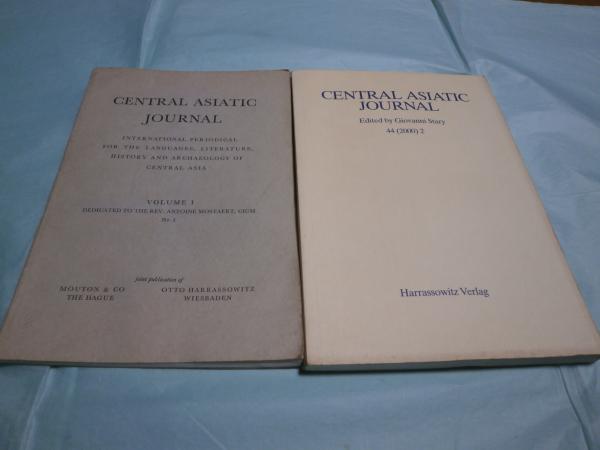 CENTRAL ASIATIC
JOURNAL
INTERNATIONAL PERIODICAL
FOR THE LANGUAGES, LITERATURE,
HISTORY AND ARCHAEOLOGY OF
CENTRAL ASIA
VOLUME I
DEDICATED TO THE REV. ANTOINE MOSTAERT, CICM
Nr. 1
joint publication of
MOUTON & CO
THE HAGUE
OTTO HARRASSOWITZ
WIESBADEN
CENTRAL ASIATIC
JOURNAL
Edited by Giovanni Stary
44 (2000) 2
Harrassowitz Verlag